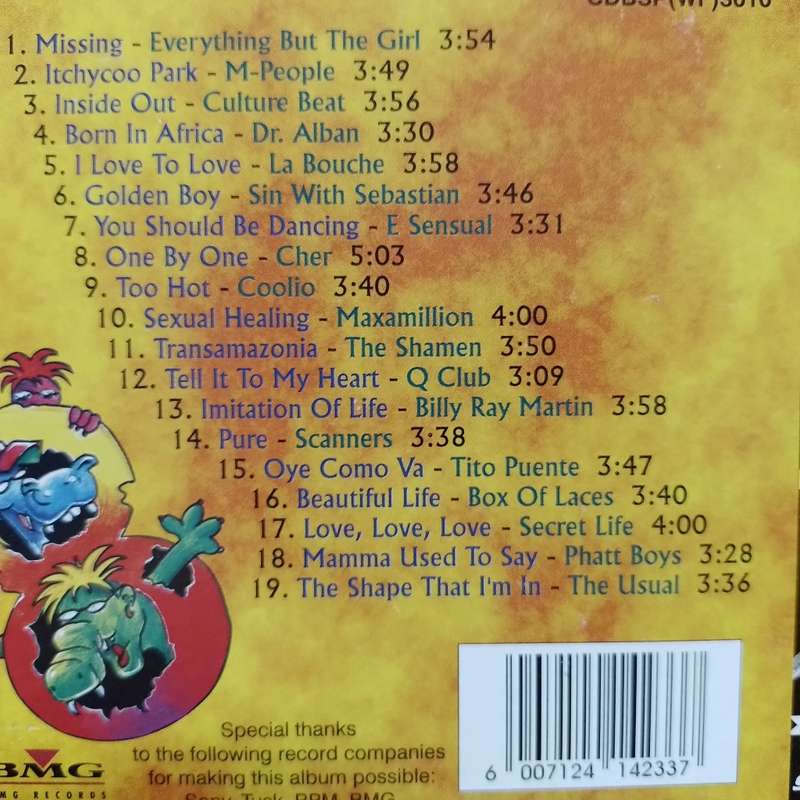 1. Missing - Everything But The Girl 3:54
2. Itchycoo Park - M-People 3:49
3. Inside Out - Culture Beat 3:56
4. Born In Africa - Dr. Alban 3:30
5. I Love To Love - La Bouche 3:58
6. Golden Boy - Sin With Sebastian 3:46
7. You Should Be Dancing - E Sensual 3:31
8. One By One - Cher 5:03
9. Too Hot - Coolio 3:40
10. Sexual Healing - Maxamillion 4:00
11. Transamazonia - The Shamen 3:50
12. Tell It To My Heart - Q Club 3:09
13. Imitation Of Life - Billy Ray Martin 3:58
14. Pure - Scanners 3:38
15. Oye Como Va - Tito Puente 3:47
16. Beautiful Life - Box Of Laces 3:40
17. Love, Love, Love - Secret Life 4:00
18. Mamma Used To Say - Phatt Boys 3:28
19. The Shape That I'm In - The Usual 3:36
Special thanks
to the following record companies
for making this album possible:
BMG
RECORDS
6 007124 142337